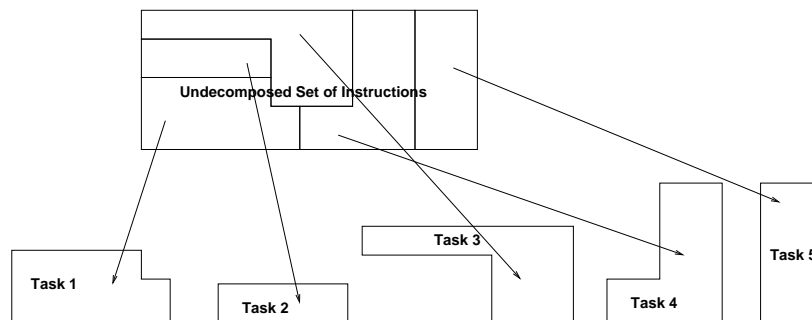 Undecomposed Set of Instructions
Task 3
Task 5
Task 1
Task 4
Task 2